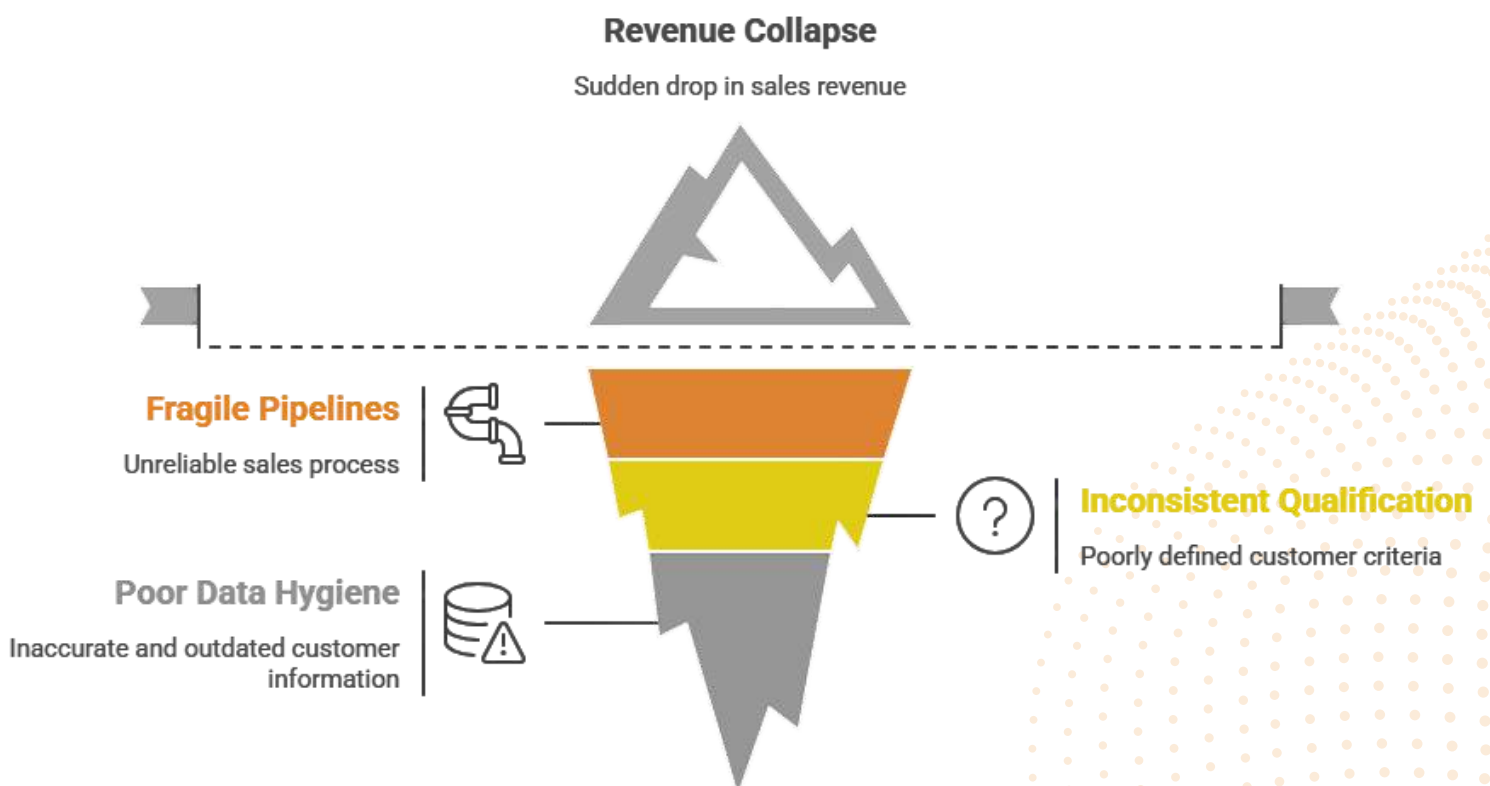 Revenue Collapse
Sudden drop in sales revenue
Fragile Pipelines
Unreliable sales process
?
Inconsistent Qualification
Poorly defined customer criteria
Poor Data Hygiene
Inaccurate and outdated customer
information